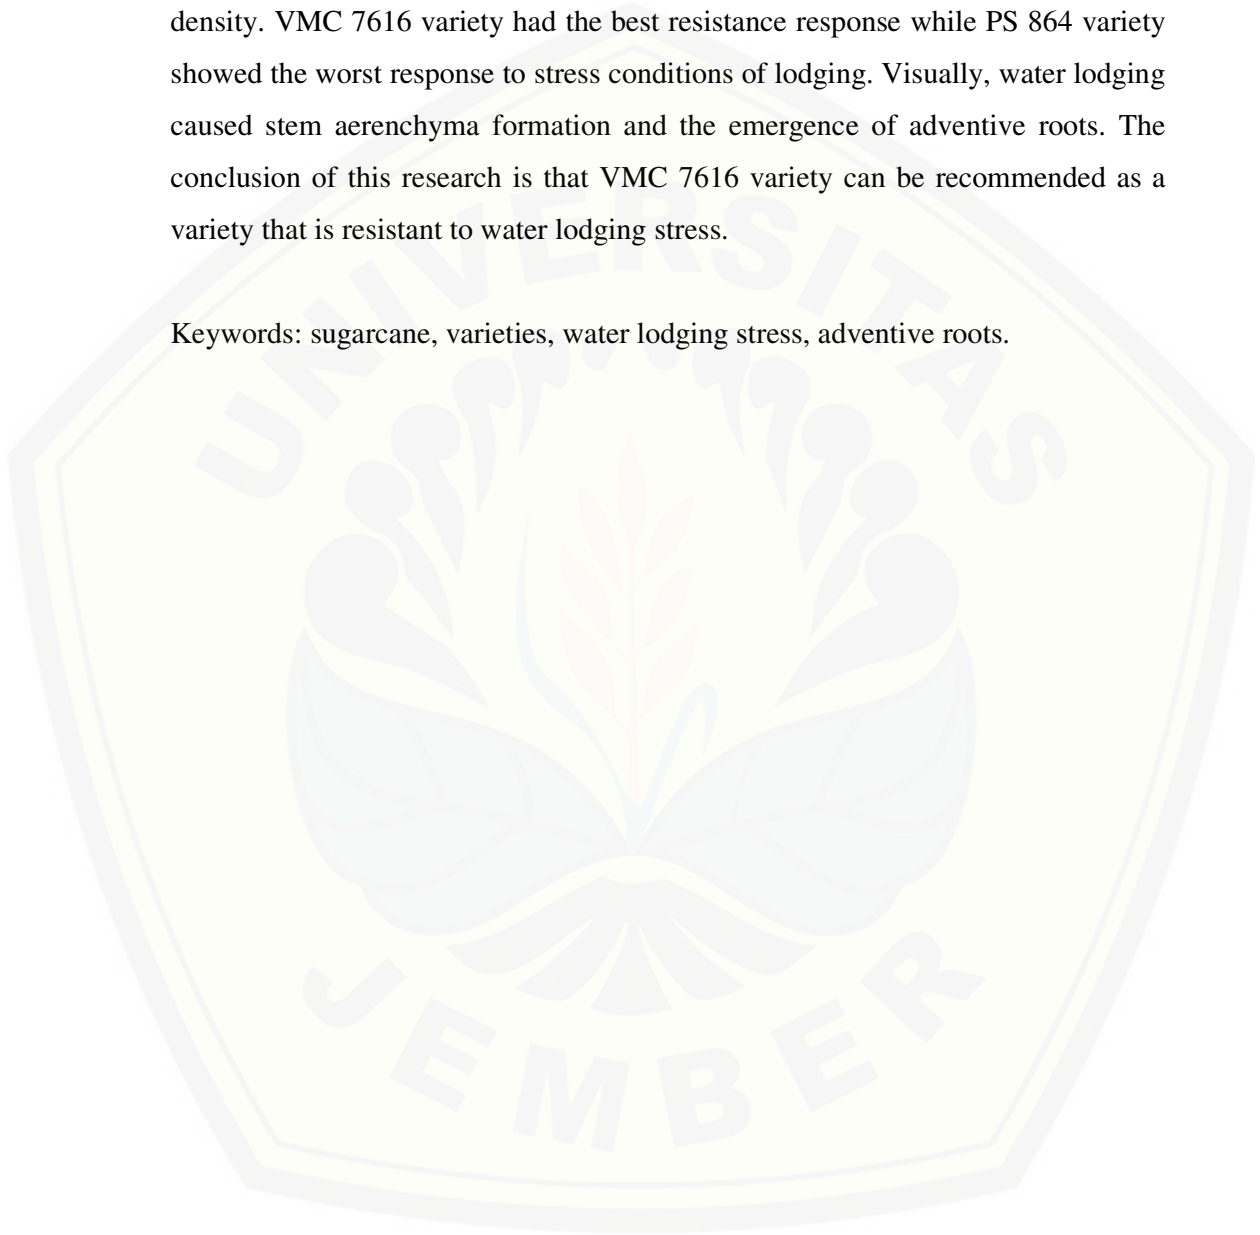 density. VMC 7616 variety had the best resistance response while PS 864 variety
showed the worst response to stress conditions of lodging. Visually, water lodging
caused stem aerenchyma formation and the emergence of adventive roots. The
conclusion of this research is that VMC 7616 variety can be recommended as a
variety that is resistant to water lodging stress.
Keywords: sugarcane, varieties, water lodging stress, adventive roots.
UNIVERSITAS
JEMBER